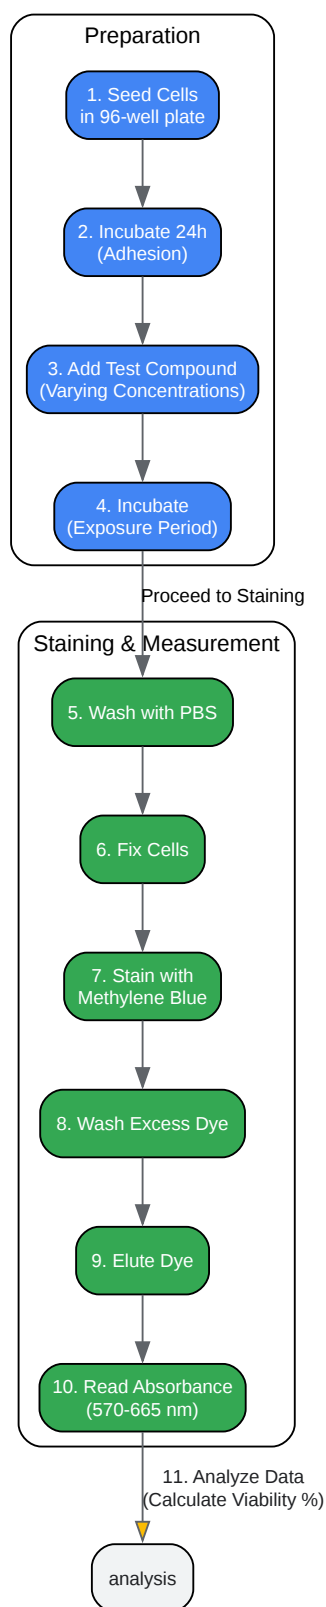 Preparation
1. Seed Cells
in 96-well plate
2. Incubate 24h
(Adhesion)
3. Add Test Compound
(Varying Concentrations)
4. Incubate
(Exposure Period)
Proceed to Staining
Staining & Measurement
5. Wash with PBS
6. Fix Cells
7. Stain with
Methylene Blue
8. Wash Excess Dye
9. Elute Dye
10. Read Absorbance
(570-665 nm)
11. Analyze Data
(Calculate Viability %)
analysis